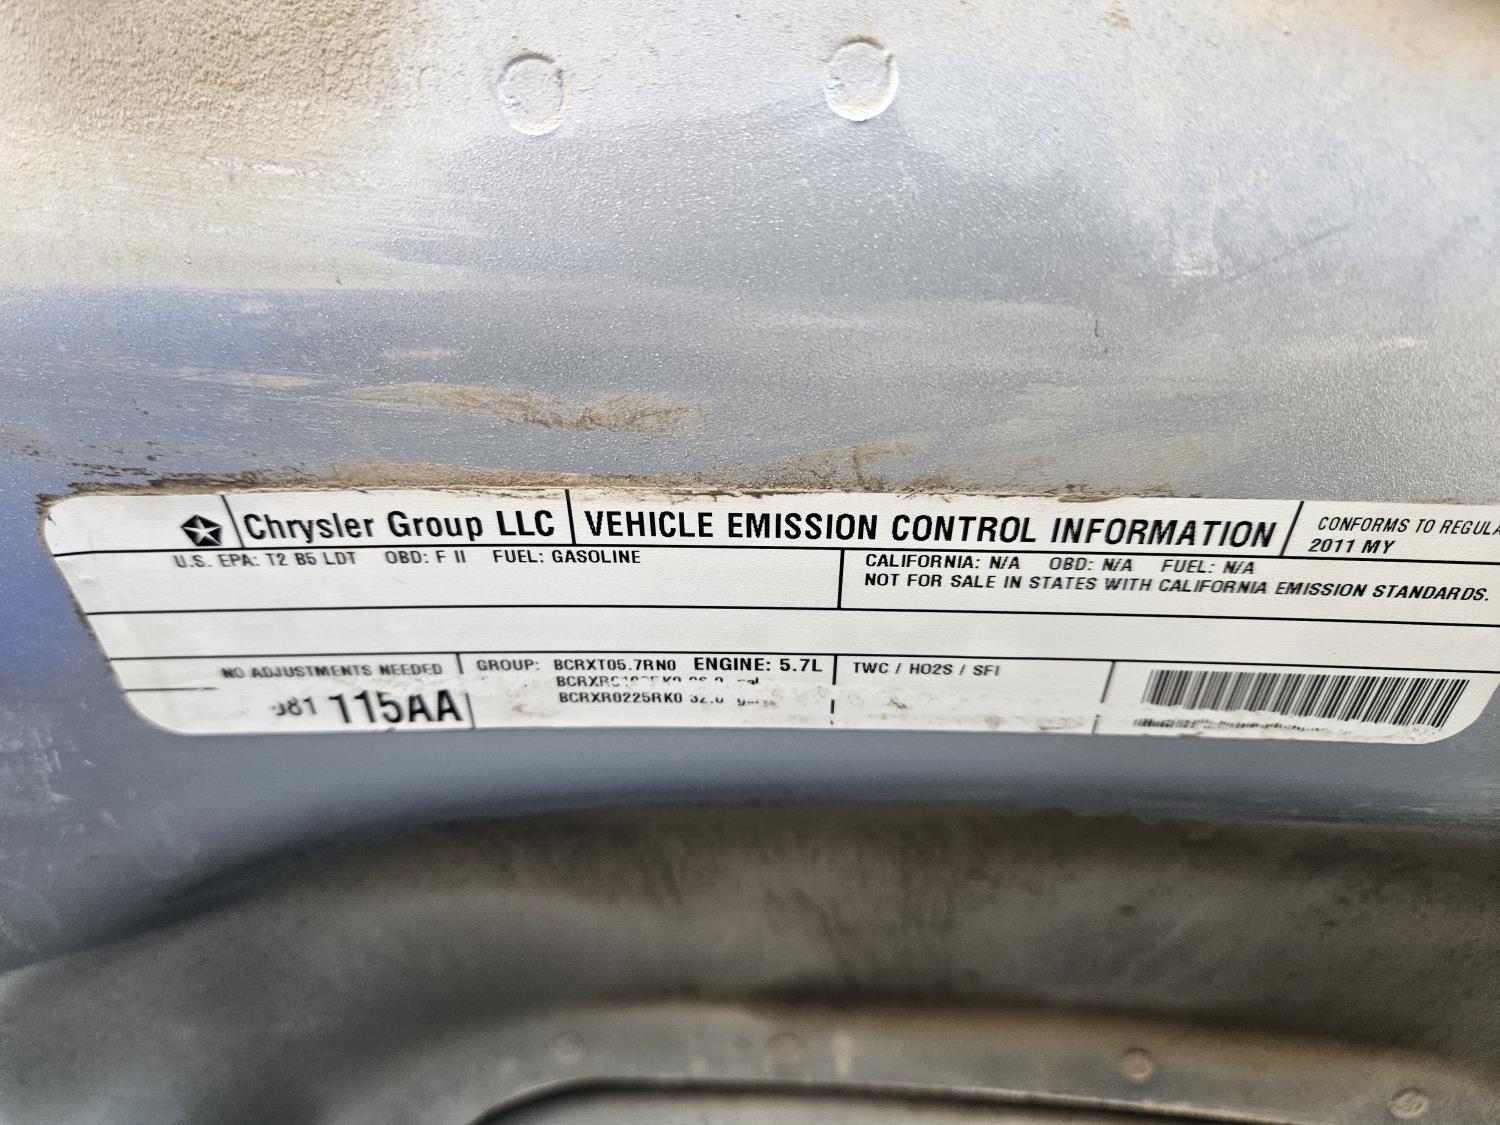 Chrysler Group LLC VEHICLE EMISSION CONTROL INFORMATION CONFORMS TO
2011 MY
U.S. EPA: T2 B5 LDT OBD: F II FUEL: GASOLINE
CALIFORNIA: N/A OBD: N/A FUEL: N/A
NOT FOR SALE IN STATES WITH CALIFORNIA EMISSION STANDARDS.
NO ADJUSTMENTS NEEDED
115AA
GROUP: BCRXT05.7RN0 ENGINE: 5.7L
BCRXR0225RK0
TWC / HO2S / SFI